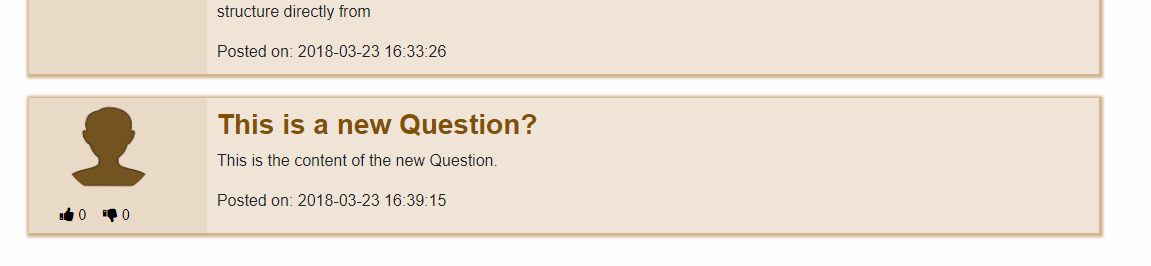 structure directly from
Posted on: 2018-03-23 16:33:26
This is a new Question?
This is the content of the new Question.
Posted on: 2018-03-23 16:39:15
0 0